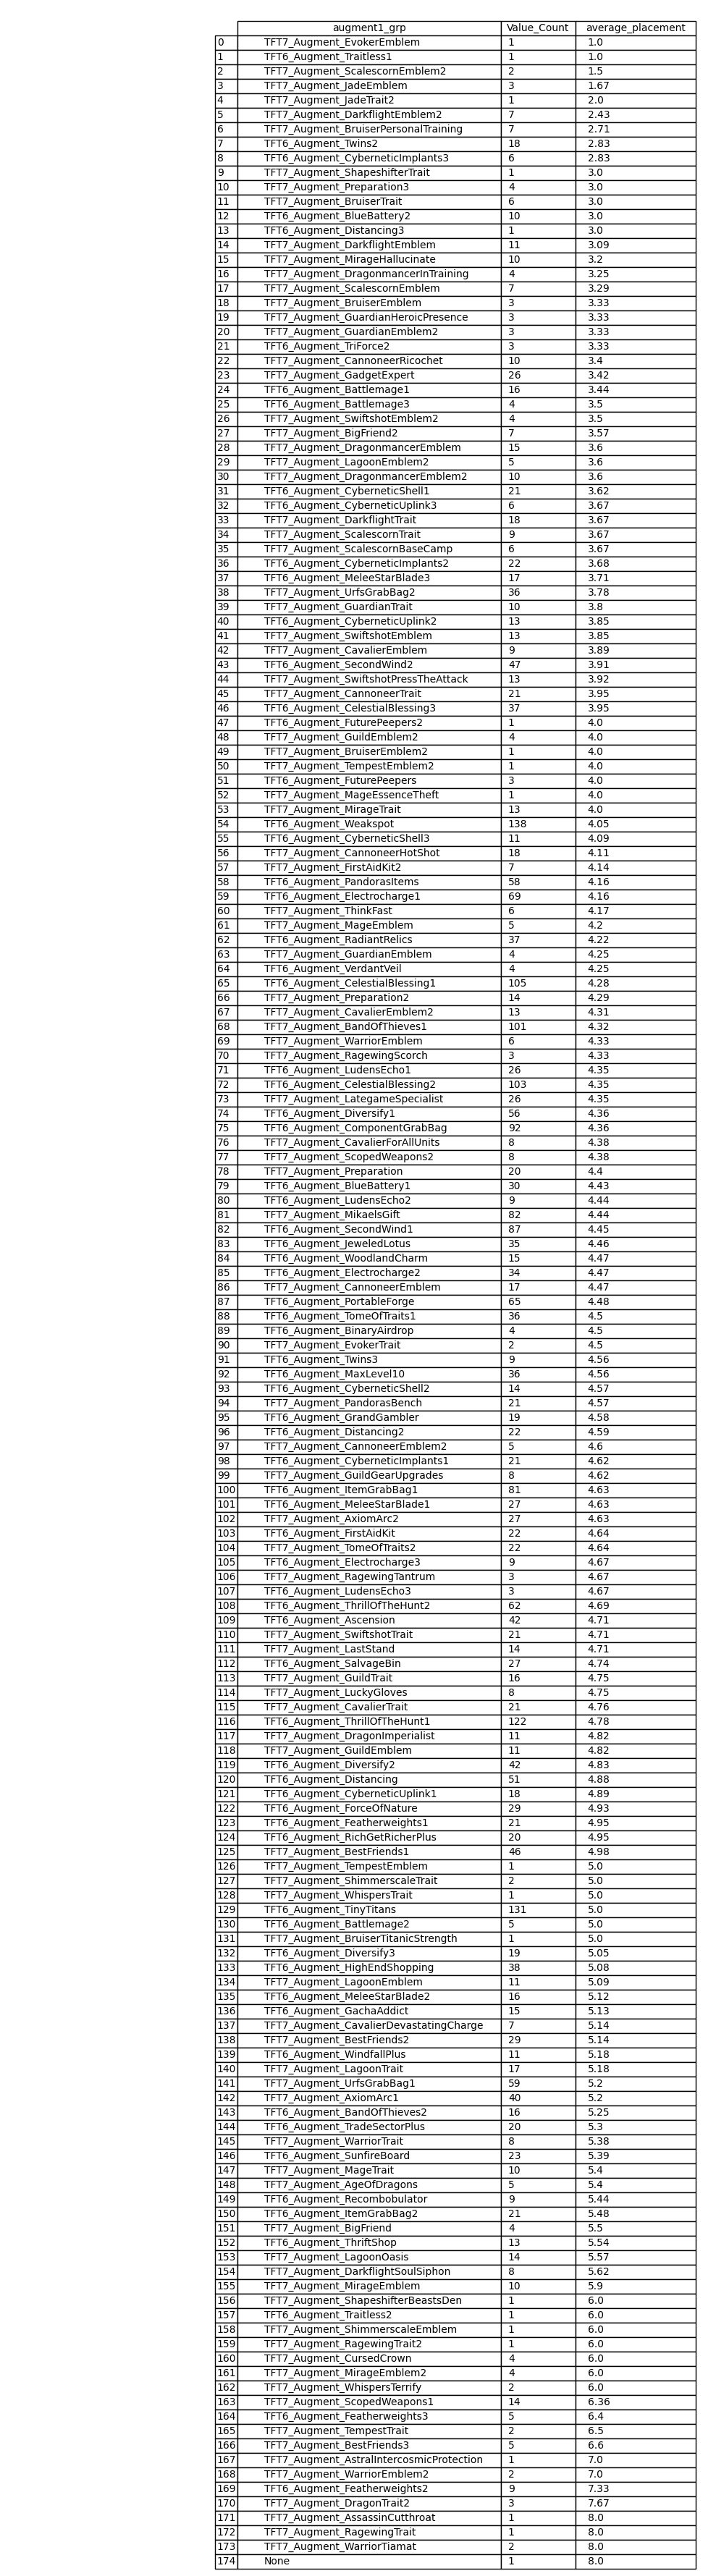 augment1_grp Value_Count average_placement
0 TFT7_Augment_EvokerEmblem 1 1.0
1 TFT6_Augment_Traitless1 1 1.0
2 TFT7_Augment_ScalescornEmblem2 2 1.5
3 TFT7_Augment_JadeEmblem 3 1.67
4 TFT7_Augment_JadeTrait2 1 2.0
5 TFT7_Augment_DarkflightEmblem2 7 2.43
6 TFT7_Augment_BruiserPersonalTraining 7 2.71
7 TFT6_Augment_Twins2 18 2.83
8 TFT6_Augment_CyberneticImplants3 6 2.83
9 TFT7_Augment_ShapeshifterTrait 1 3.0
10 TFT7_Augment_Preparation3 4 3.0
11 TFT7_Augment_BruiserTrait 6 3.0
12 TFT6_Augment_BlueBattery2 10 3.0
13 TFT6_Augment_Distancing3 1 3.0
14 TFT7_Augment_DarkflightEmblem 11 3.09
15 TFT7_Augment_MirageHallucinate 10 3.2
16 TFT7_Augment_DragonmancerInTraining 4 3.25
17 TFT7_Augment_ScalescornEmblem 7 3.29
18 TFT7_Augment_BruiserEmblem 3 3.33
19 TFT7_Augment_GuardianHeroicPresence 3 3.33
20 TFT7_Augment_GuardianEmblem2 3 3.33
21 TFT6_Augment_TriForce2 3 3.33
22 TFT7_Augment_CannoneerRicochet 10 3.4
23 TFT7_Augment_GadgetExpert 26 3.42
24 TFT6_Augment_Battlemage1 16 3.44
25 TFT6_Augment_Battlemage3 4 3.5
26 TFT7_Augment_SwiftshotEmblem2 4 3.5
27 TFT7_Augment_BigFriend2 7 3.57
28 TFT7_Augment_DragonmancerEmblem 15 3.6
29 TFT7_Augment_LagoonEmblem2 5 3.6
30 TFT7_Augment_DragonmancerEmblem2 10 3.6
31 TFT6_Augment_CyberneticShell1 21 3.62
32 TFT6_Augment_CyberneticUplink3 6 3.67
33 TFT7_Augment_DarkflightTrait 18 3.67
34 TFT7_Augment_ScalescornTrait 9 3.67
35 TFT7_Augment_ScalescornBaseCamp 6 3.67
36 TFT6_Augment_CyberneticImplants2 22 3.68
37 TFT6_Augment_MeleeStarBlade3 17 3.71
38 TFT7_Augment_UrfsGrabBag2 36 3.78
39 TFT7_Augment_GuardianTrait 10 3.8
40 TFT6_Augment_CyberneticUplink2 13 3.85
41 TFT7_Augment_SwiftshotEmblem 13 3.85
42 TFT7_Augment_CavalierEmblem 9 3.89
43 TFT6_Augment_SecondWind2 47 3.91
44 TFT7_Augment_SwiftshotPressTheAttack 13 3.92
45 TFT7_Augment_CannoneerTrait 21 3.95
46 TFT6_Augment_CelestialBlessing3 37 3.95
47 TFT6_Augment_FuturePeepers2 1 4.0
48 TFT7_Augment_GuildEmblem2 4 4.0
49 TFT7_Augment_BruiserEmblem2 1 4.0
50 TFT7_Augment_TempestEmblem2 1 4.0
51 TFT6_Augment_FuturePeepers 3 4.0
52 TFT7_Augment_MageEssenceTheft 1 4.0
53 TFT7_Augment_MirageTrait 13 4.0
54 TFT6_Augment_Weakspot 138 4.05
55 TFT6_Augment_CyberneticShell3 11 4.09
56 TFT7_Augment_CannoneerHotShot 18 4.11
57 TFT7_Augment_FirstAidKit2 7 4.14
58 TFT6_Augment_PandorasItems 58 4.16
59 TFT6_Augment_Electrocharge1 69 4.16
60 TFT7_Augment_ThinkFast 6 4.17
61 TFT7_Augment_MageEmblem 5 4.2
62 TFT6_Augment_RadiantRelics 37 4.22
63 TFT7_Augment_GuardianEmblem 4 4.25
64 TFT6_Augment_VerdantVeil 4 4.25
65 TFT6_Augment_CelestialBlessing1 105 4.28
66 TFT7_Augment_Preparation2 14 4.29
67 TFT7_Augment_CavalierEmblem2 13 4.31
68 TFT7_Augment_BandOfThieves1 101 4.32
69 TFT7_Augment_WarriorEmblem 6 4.33
70 TFT7_Augment_RagewingScorch 3 4.33
71 TFT6_Augment_LudensEcho1 26 4.35
72 TFT6_Augment_CelestialBlessing2 103 4.35
73 TFT7_Augment_LategameSpecialist 26 4.35
74 TFT6_Augment_Diversify1 56 4.36
75 TFT6_Augment_ComponentGrabBag 92 4.36
76 TFT7_Augment_CavalierForAllUnits 8 4.38
77 TFT7_Augment_ScopedWeapons2 8 4.38
78 TFT7_Augment_Preparation 20 4.4
79 TFT6_Augment_BlueBattery1 30 4.43
80 TFT6_Augment_LudensEcho2 9 4.44
81 TFT7_Augment_MikaelsGift 82 4.44
82 TFT6_Augment_SecondWind1 87 4.45
83 TFT6_Augment_JeweledLotus 35 4.46
84 TFT6_Augment_WoodlandCharm 15 4.47
85 TFT6_Augment_Electrocharge2 34 4.47
86 TFT7_Augment_CannoneerEmblem 17 4.47
87 TFT6_Augment_PortableForge 65 4.48
88 TFT6_Augment_TomeOfTraits1 36 4.5
89 TFT6_Augment_BinaryAirdrop 4 4.5
90 TFT7_Augment_EvokerTrait 2 4.5
91 TFT6_Augment_Twins3 9 4.56
92 TFT6_Augment_MaxLevel10 36 4.56
93 TFT6_Augment_CyberneticShell2 14 4.57
94 TFT7_Augment_PandorasBench 21 4.57
95 TFT6_Augment_GrandGambler 19 4.58
96 TFT6_Augment_Distancing2 22 4.59
97 TFT7_Augment_CannoneerEmblem2 5 4.6
98 TFT6_Augment_CyberneticImplants1 21 4.62
99 TFT7_Augment_GuildGearUpgrades 8 4.62
100 TFT6_Augment_ItemGrabBag1 81 4.63
101 TFT6_Augment_MeleeStarBlade1 27 4.63
102 TFT7_Augment_AxiomArc2 27 4.63
103 TFT6_Augment_FirstAidKit 22 4.64
104 TFT7_Augment_TomeOfTraits2 22 4.64
105 TFT6_Augment_Electrocharge3 9 4.67
106 TFT7_Augment_RagewingTantrum 3 4.67
107 TFT6_Augment_LudensEcho3 3 4.67
108 TFT6_Augment_ThrillOfTheHunt2 62 4.69
109 TFT6_Augment_Ascension 42 4.71
110 TFT7_Augment_SwiftshotTrait 21 4.71
111 TFT7_Augment_LastStand 14 4.71
112 TFT6_Augment_SalvageBin 27 4.74
113 TFT7_Augment_GuildTrait 16 4.75
114 TFT7_Augment_LuckyGloves 8 4.75
115 TFT7_Augment_CavalierTrait 21 4.76
116 TFT6_Augment_ThrillOfTheHunt1 122 4.78
117 TFT7_Augment_DragonImperialist 11 4.82
118 TFT7_Augment_GuildEmblem 11 4.82
119 TFT6_Augment_Diversify2 42 4.83
120 TFT6_Augment_Distancing 51 4.88
121 TFT6_Augment_CyberneticUplink1 18 4.89
122 TFT6_Augment_ForceOfNature 29 4.93
123 TFT6_Augment_Featherweights1 21 4.95
124 TFT6_Augment_RichGetRicherPlus 20 4.95
125 TFT7_Augment_BestFriends1 46 4.98
126 TFT7_Augment_TempestEmblem 1 5.0
127 TFT7_Augment_ShimmerscaleTrait 2 5.0
128 TFT7_Augment_WhispersTrait 1 5.0
129 TFT6_Augment_TinyTitans 131 5.0
130 TFT6_Augment_Battlemage2 5 5.0
131 TFT7_Augment_BruiserTitanicStrength 1 5.0
132 TFT6_Augment_Diversify3 19 5.05
133 TFT6_Augment_HighEndShopping 38 5.08
134 TFT7_Augment_LagoonEmblem 11 5.09
135 TFT6_Augment_MeleeStarBlade2 16 5.12
136 TFT6_Augment_GachaAddict 15 5.13
137 TFT7_Augment_CavalierDevastatingCharge 7 5.14
138 TFT7_Augment_BestFriends2 29 5.14
139 TFT6_Augment_WindfallPlus 11 5.18
140 TFT7_Augment_LagoonTrait 17 5.18
141 TFT7_Augment_UrfsGrabBag1 59 5.2
142 TFT7_Augment_AxiomArc1 40 5.2
143 TFT6_Augment_BandOfThieves2 16 5.25
144 TFT6_Augment_TradeSectorPlus 20 5.3
145 TFT7_Augment_WarriorTrait 8 5.38
146 TFT6_Augment_SunfireBoard 23 5.39
147 TFT7_Augment_MageTrait 10 5.4
148 TFT7_Augment_AgeOfDragons 5 5.4
149 TFT6_Augment_Recombobulator 9 5.44
150 TFT6_Augment_ItemGrabBag2 21 5.48
151 TFT7_Augment_BigFriend 4 5.5
152 TFT6_Augment_ThriftShop 13 5.54
153 TFT7_Augment_LagoonOasis 14 5.57
154 TFT7_Augment_DarkflightSoulSiphon 8 5.62
155 TFT7_Augment_MirageEmblem 10 5.9
156 TFT7_Augment_ShapeshifterBeastsDen 1 6.0
157 TFT6_Augment_Traitless2 1 6.0
158 TFT7_Augment_ShimmerscaleEmblem 1 6.0
159 TFT7_Augment_RagewingTrait2 1 6.0
160 TFT7_Augment_CursedCrown 4 6.0
161 TFT7_Augment_MirageEmblem2 4 6.0
162 TFT7_Augment_WhispersTerrify 2 6.0
163 TFT7_Augment_ScopedWeapons1 14 6.36
164 TFT6_Augment_Featherweights3 5 6.4
165 TFT7_Augment_TempestTrait 2 6.5
166 TFT7_Augment_BestFriends3 5 6.6
167 TFT7_Augment_AstralIntercosmicProtection 1 7.0
168 TFT7_Augment_WarriorEmblem2 2 7.0
169 TFT6_Augment_Featherweights2 9 7.33
170 TFT7_Augment_DragonTrait2 3 7.67
171 TFT7_Augment_AssassinCutthroat 1 8.0
172 TFT7_Augment_RagewingTrait 1 8.0
173 TFT7_Augment_WarriorTiamat 2 8.0
174 None 1 8.0